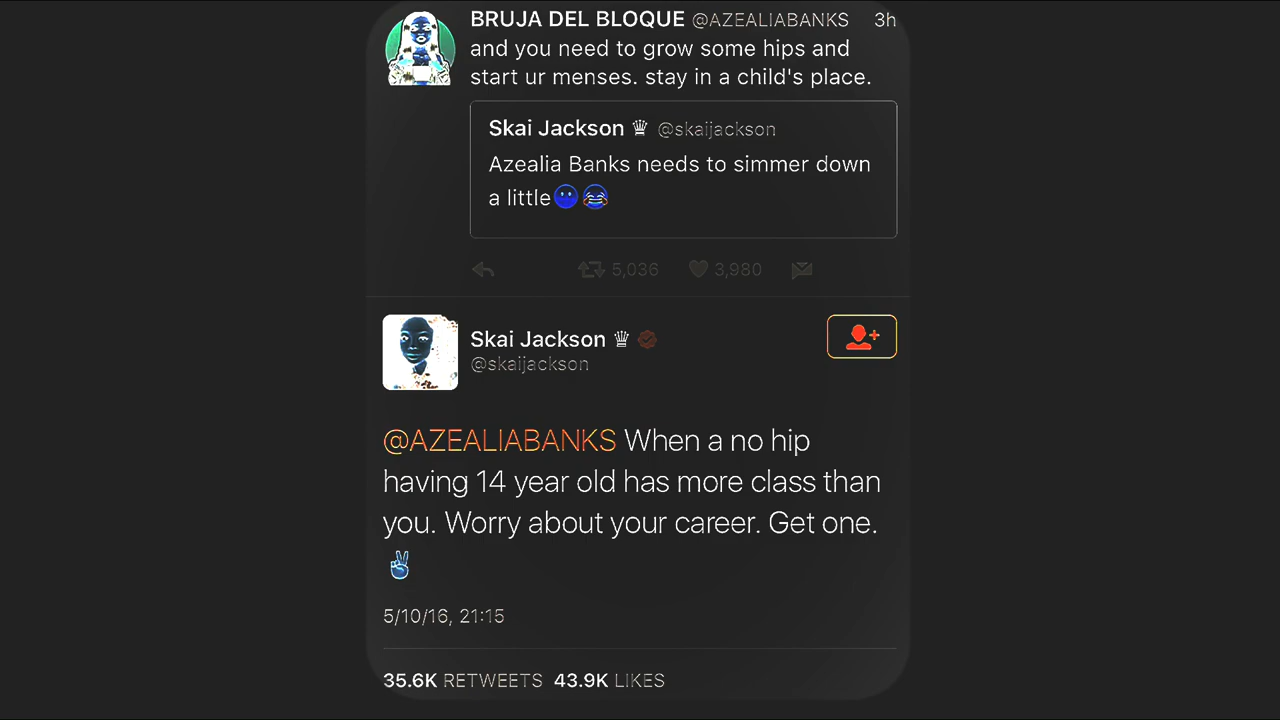 BRUJA DEL BLOQUE @AZEALIABANKS 3h
and you need to grow some hips and
start ur menses. stay in a child's place.
Skai Jackson ♛ @skaijackson
Azealia Banks needs to simmer down
a little😶😂
5,036 3,980
Skai Jackson ♛
@skaijackson
@AZEALIABANKS When a no hip
having 14 year old has more class than
you. Worry about your career. Get one.
✌
5/10/16, 21:15
35.6K RETWEETS 43.9K LIKES